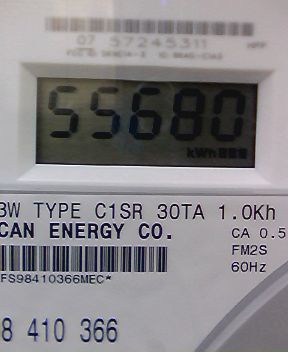 07 57245311
55680
kWh
3W TYPE C1SR 30TA 1.0Kh
CAN ENERGY CO.
CA 0.5
FM2S
60Hz
FS98410366MEC*
8 410 366